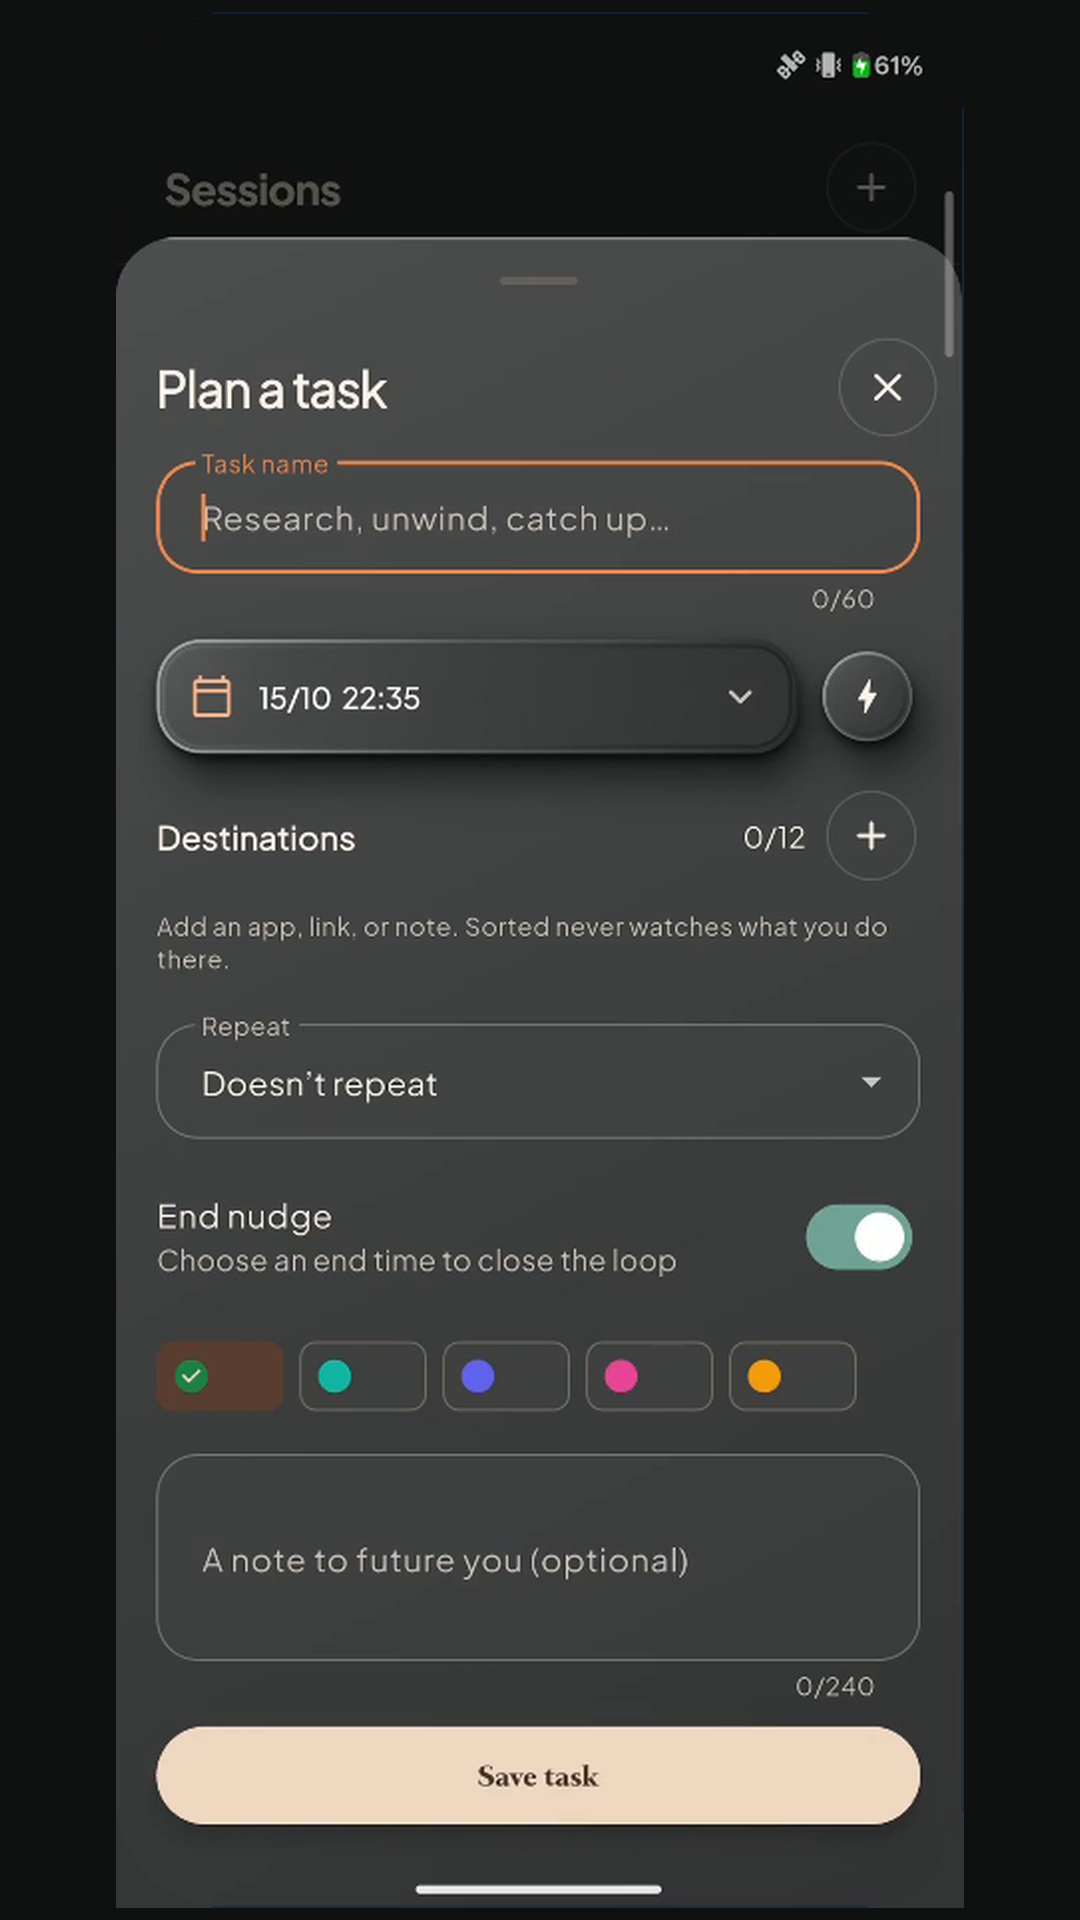 61%
Sessions
Plan a task
Task name
Research, unwind, catch up...
0/60
15/10 22:35
Destinations
0/12
Add an app, link, or note. Sorted never watches what you do
there.
Repeat
Doesn’t repeat
End nudge
Choose an end time to close the loop
A note to future you (optional)
0/240
Save task